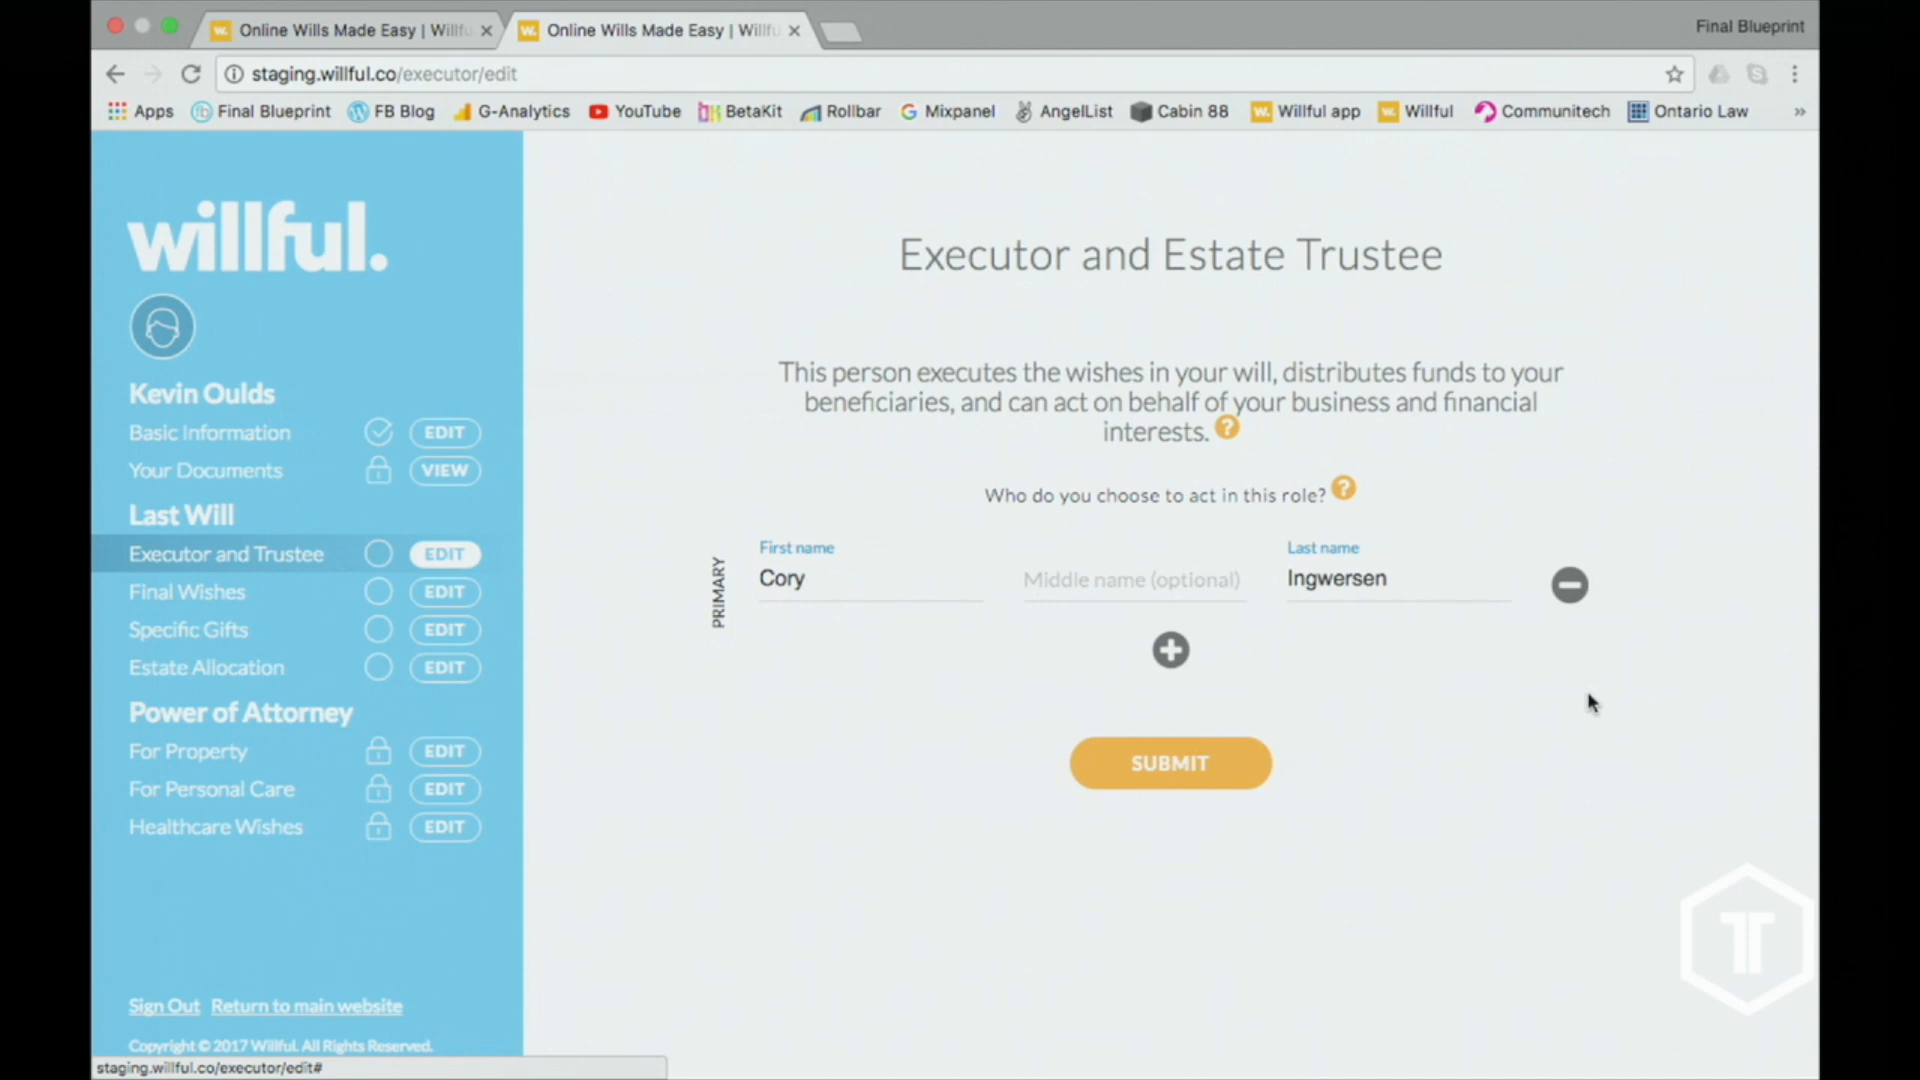 Online Wills Made Easy | Willfu
Online Wills Made Easy | Willfu
Final Blueprint
staging.willful.co/executor/edit
Apps
Final Blueprint
FB Blog
G-Analytics
YouTube
BetaKit
Rollbar
Mixpanel
AngelList
Cabin 88
Willful app
Willful
Communitech
Ontario Law
»
willful.
Kevin Oulds
Basic Information
EDIT
Your Documents
VIEW
Last Will
Executor and Trustee
EDIT
Final Wishes
EDIT
Specific Gifts
EDIT
Estate Allocation
EDIT
Power of Attorney
For Property
EDIT
For Personal Care
EDIT
Healthcare Wishes
EDIT
Sign Out Return to main website
Copyright © 2017 Willful. All Rights Reserved.
staging.willful.co/executor/edit#
Executor and Estate Trustee
This person executes the wishes in your will, distributes funds to your
beneficiaries, and can act on behalf of your business and financial
interests. ?
Who do you choose to act in this role? ?
PRIMARY
First name
Cory
Middle name (optional)
Last name
Ingwersen
SUBMIT